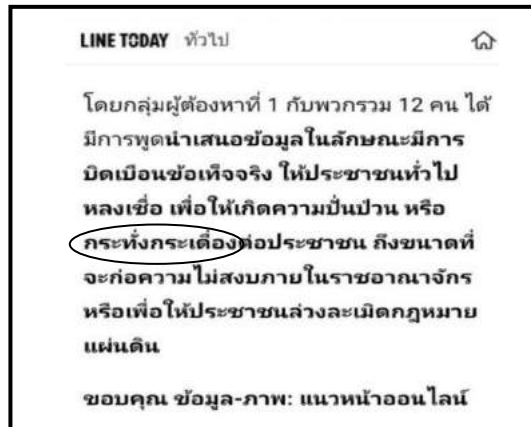 LINE TODAY ทั่วไป
โดยกลุ่มผู้ต้องหาที่ 1 กับพวกรวม 12 คน ได้
มีการพูดนำเสนอข้อมูลในลักษณะมีการ
บิดเบือนข้อเท็จจริง ให้ประชาชนทั่วไป
หลงเชื่อ เพื่อให้เกิดความปั่นป่วน หรือ
กระทั่งกระเดื่องต่อประชาชน ถึงขนาดที่
จะก่อความไม่สงบภายในราชอาณาจักร
หรือเพื่อให้ประชาชนล่วงละเมิดกฎหมาย
แผ่นดิน
ขอบคุณ ข้อมูล-ภาพ: แนวหน้าออนไลน์